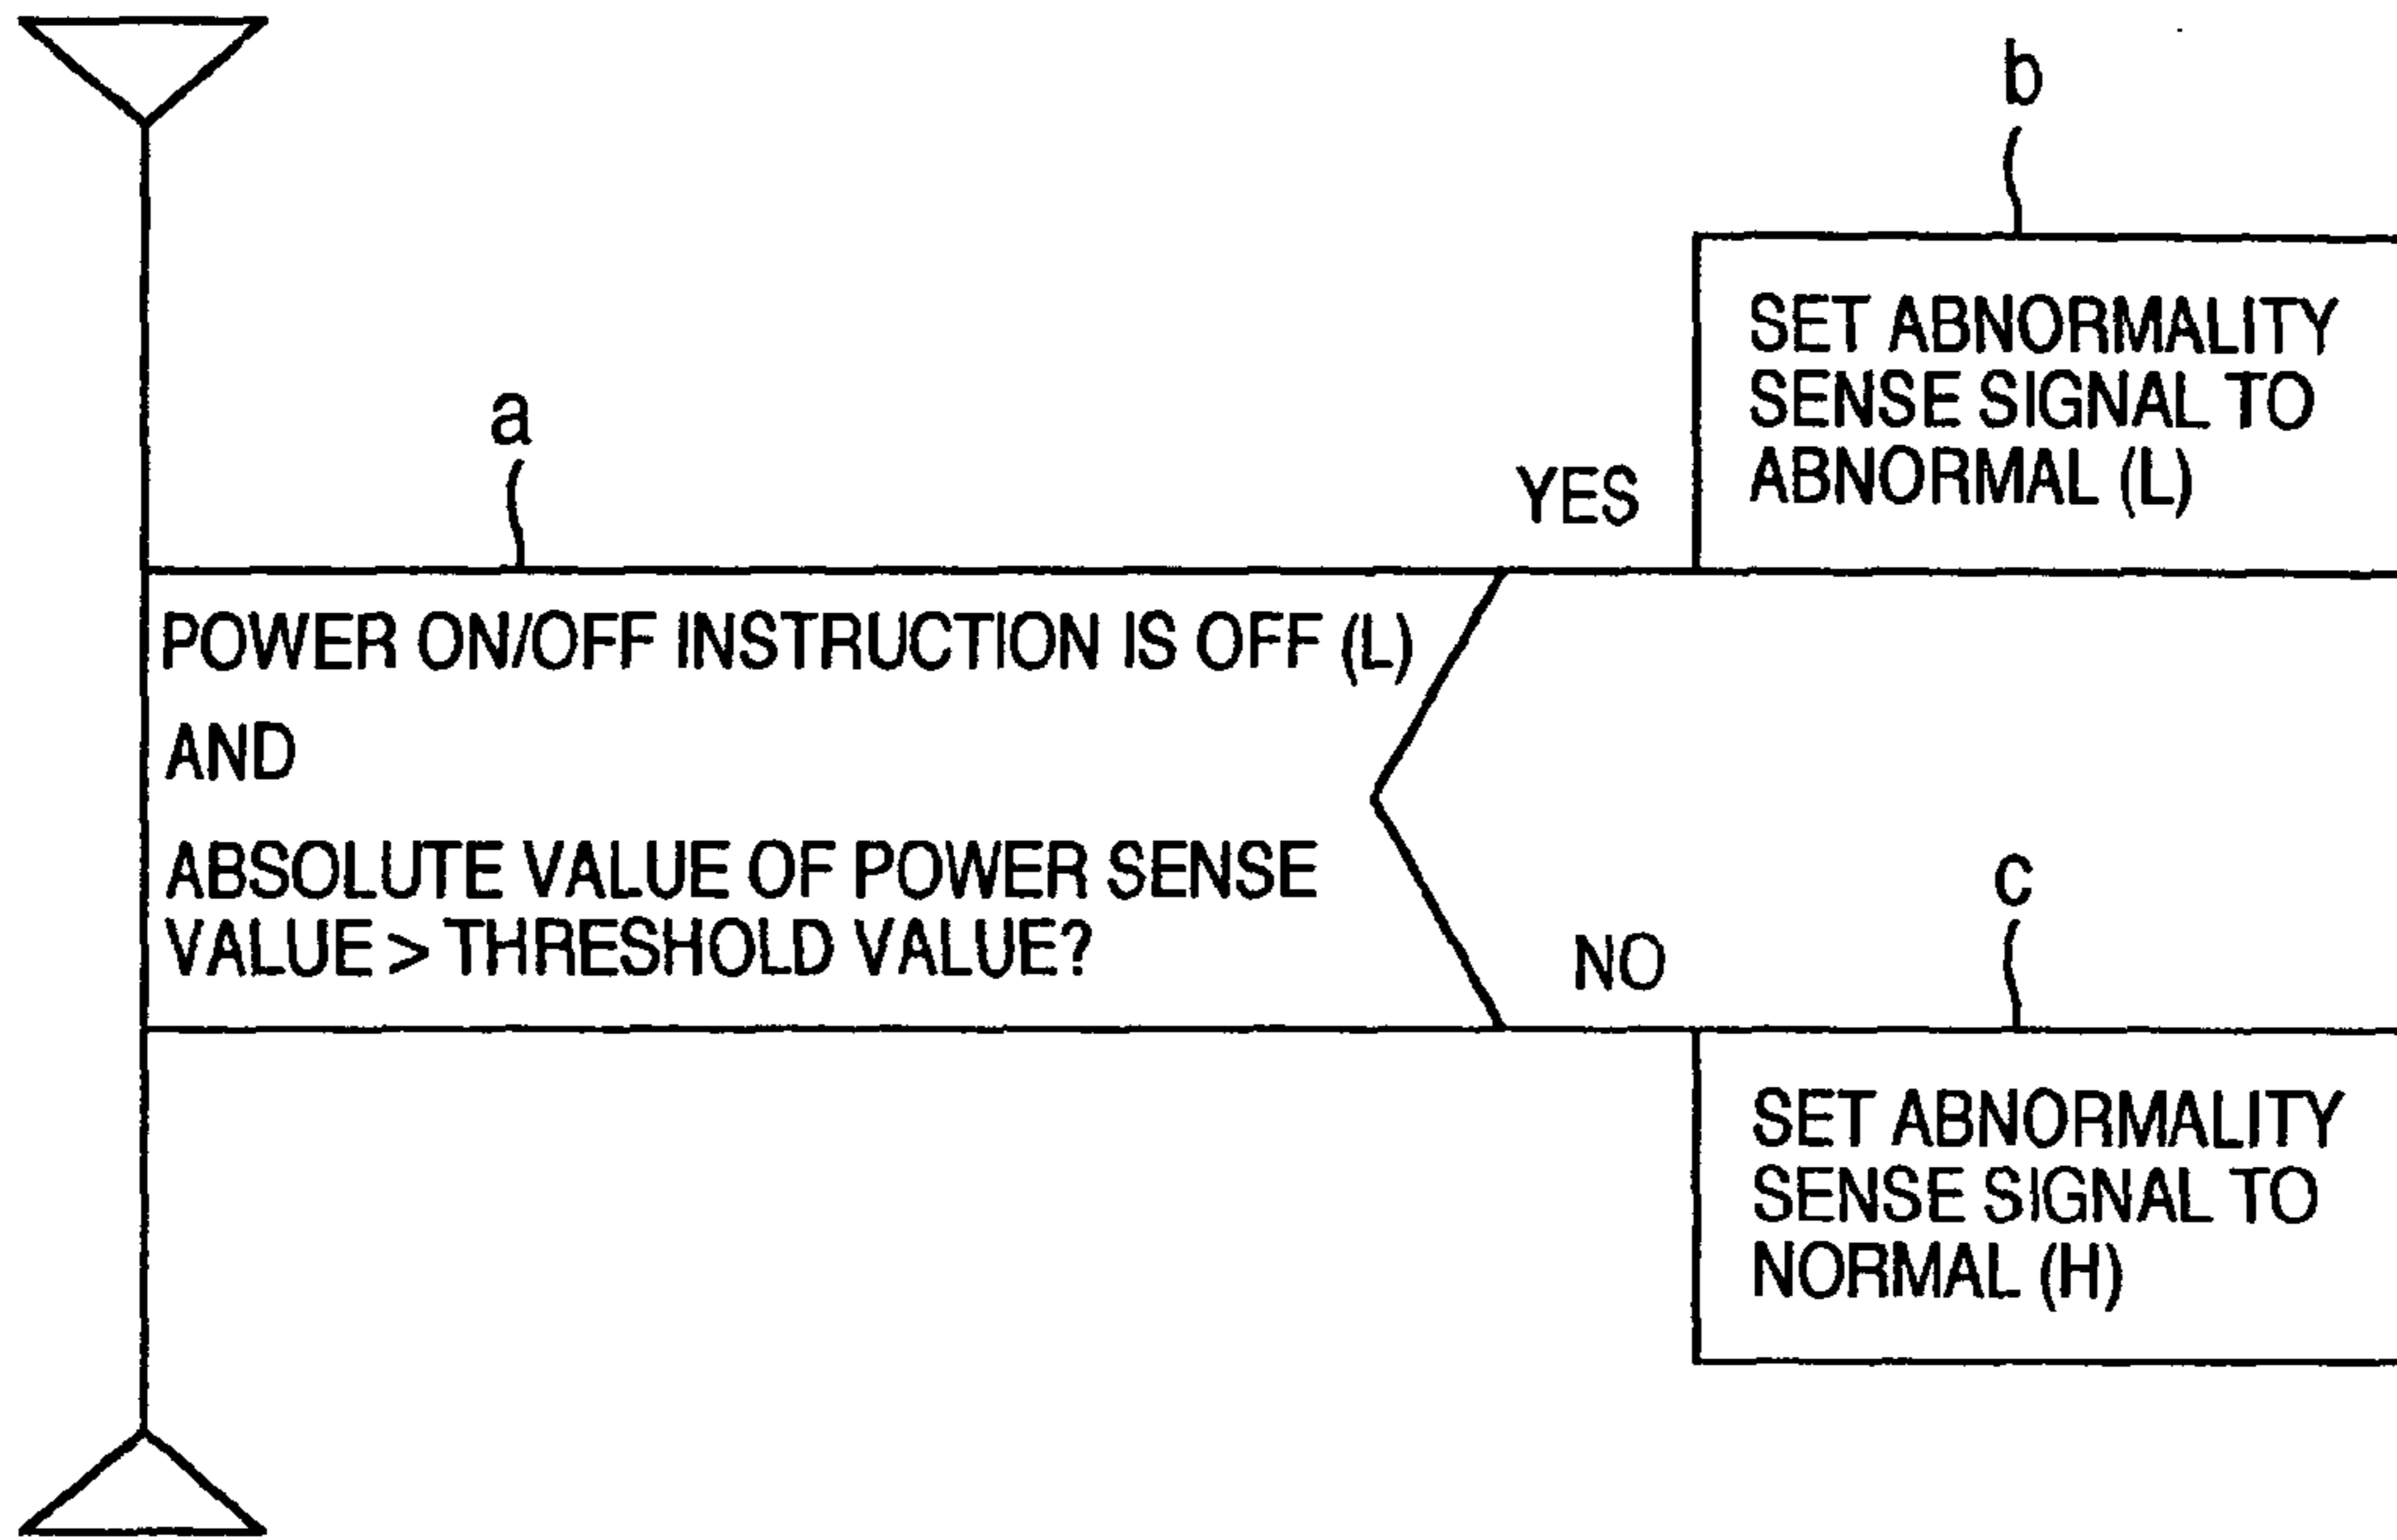 b
SET ABNORMALITY
SENSE SIGNAL TO
ABNORMAL (L)
a
YES
POWER ON/OFF INSTRUCTION IS OFF (L)
AND
ABSOLUTE VALUE OF POWER SENSE
VALUE > THRESHOLD VALUE?
NO
c
SET ABNORMALITY
SENSE SIGNAL TO
NORMAL (H)